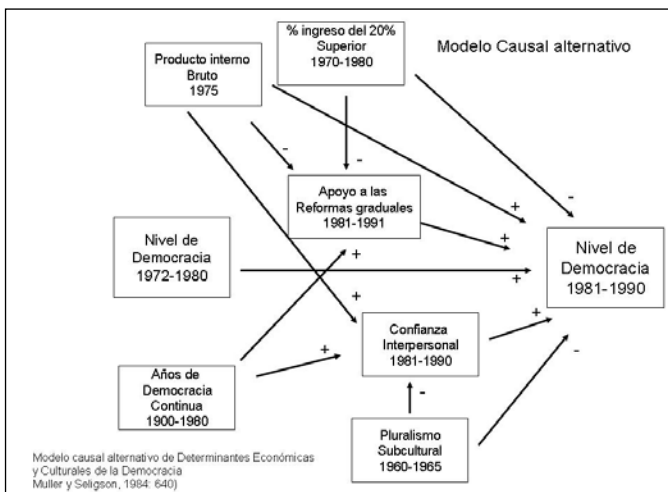 % ingreso del 20%
Superior
1970-1980
Modelo Causal alternativo
Producto interno
Bruto
1975
-
-
-
+
Apoyo a las
Reformas graduales
1981-1991
+
Nivel de
Democracia
1972-1980
+
+
Nivel de
Democracia
1981-1990
+
+
Confianza
Interpersonal
1981-1990
+
-
Años de
Democracia
Continua
1900-1980
-
Pluralismo
Subcultural
1960-1965
Modelo causal alternativo de Determinantes Económicas
y Culturales de la Democracia
Muller y Seligson, 1984: 640)